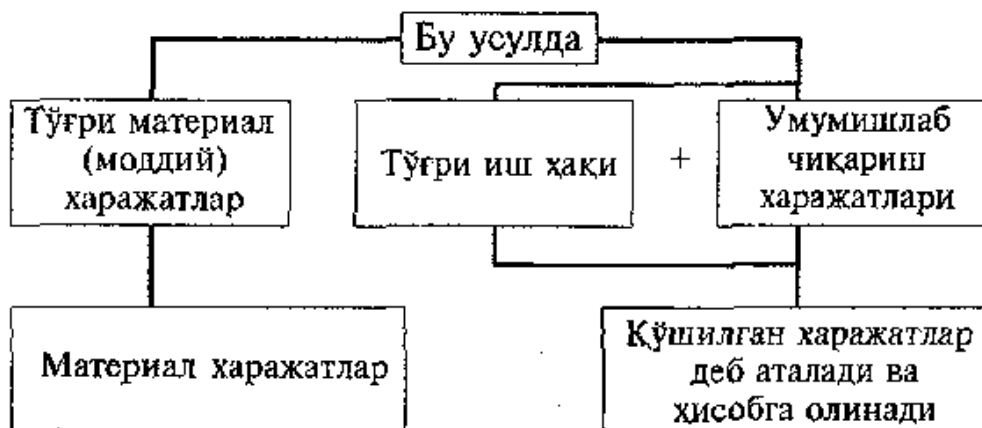 Бу усулда
Тўғри материал
(моддий)
харажатлар
Тўғри иш ҳақи
+
Умумишлаб
чиқариш
харажатлари
Материал харажатлар
Қўшилган харажатлар
деб аталади ва
ҳисобга олинади